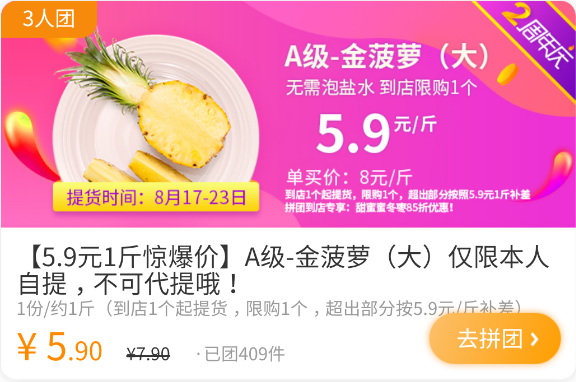 3人团
2周年庆
A级-金菠萝（大）
无需泡盐水 到店限购1个
5.9元/斤
单买价：8元/斤
提货时间：8月17-23日
到店1个起提货，限购1个，超出部分按照5.9元1斤补差
拼团到店专享：甜蜜蜜冬枣85折优惠！
【5.9元1斤惊爆价】A级-金菠萝（大）仅限本人
自提，不可代提哦！
1份/约1斤（到店1个起提货，限购1个，超出部分按5.9元/斤补差）
¥ 5.90 ¥7.90 ·已团409件
去拼团 ›